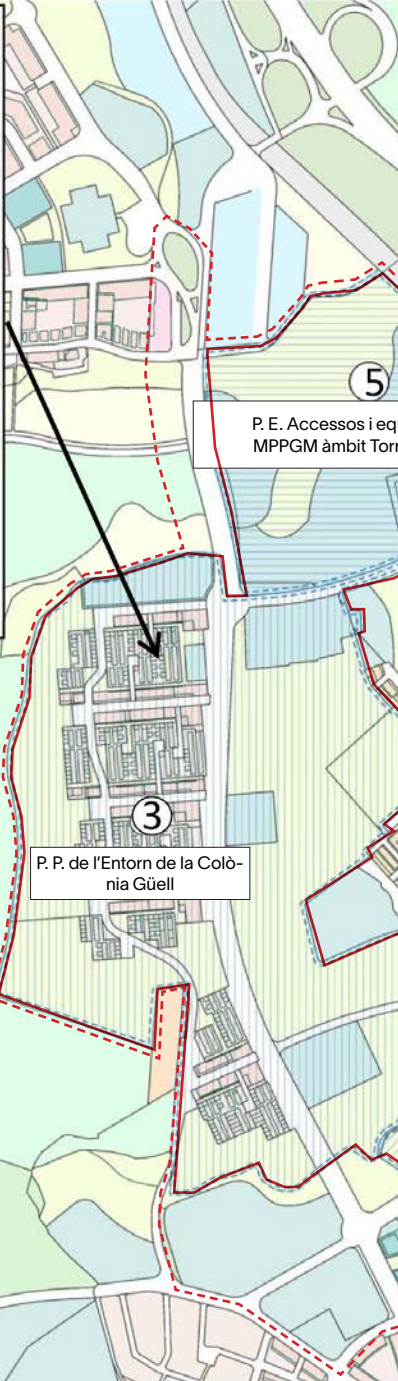 5
P. E. Accessos i eq
MPPGM àmbit Torr
3
P. P. de l'Entorn de la Colò-
nia Güell